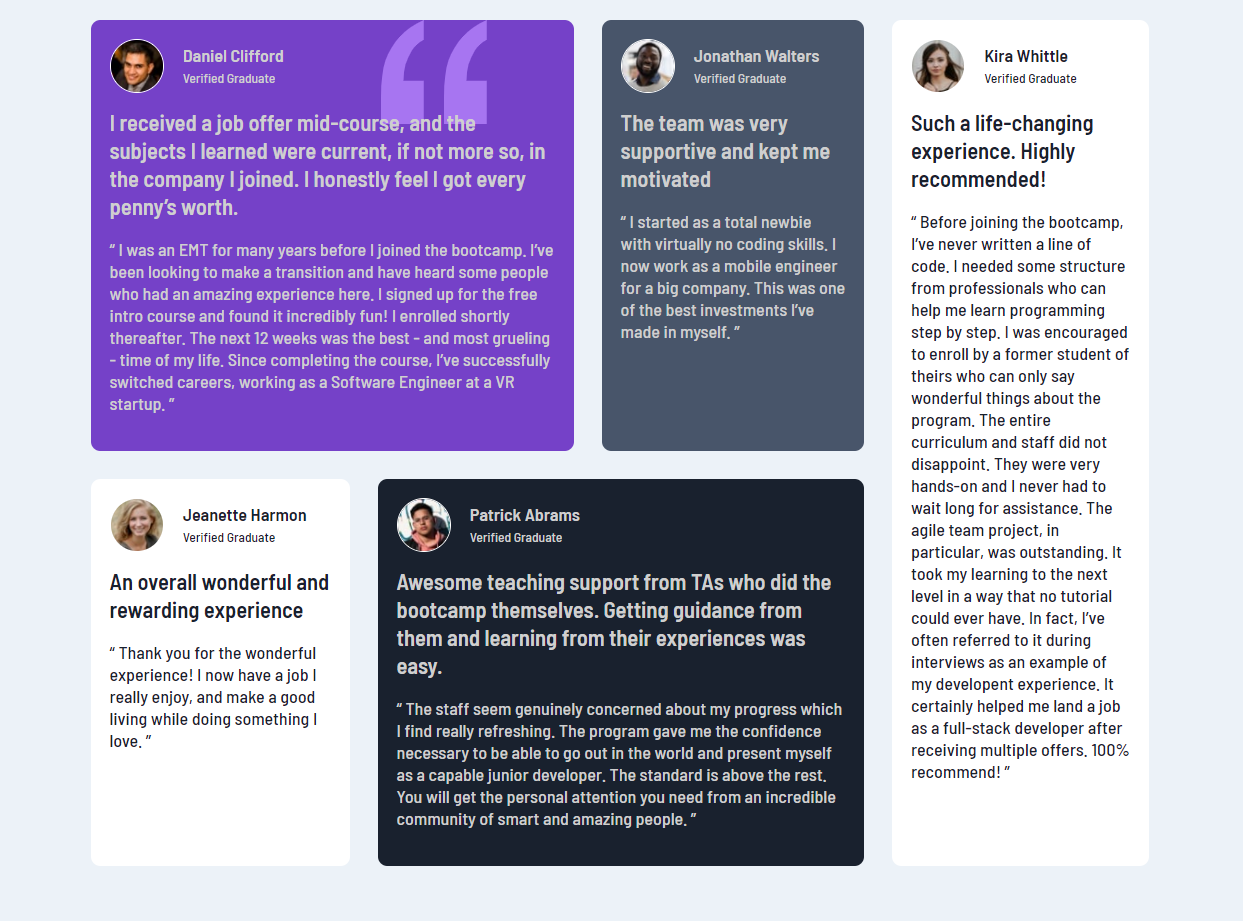 Daniel Clifford
Verified Graduate
I received a job offer mid-course, and the
subjects I learned were current, if not more so, in
the company I joined. I honestly feel I got every
penny’s worth.
“ I was an EMT for many years before I joined the bootcamp. I’ve
been looking to make a transition and have heard some people
who had an amazing experience here. I signed up for the free
intro course and found it incredibly fun! I enrolled shortly
thereafter. The next 12 weeks was the best - and most grueling
- time of my life. Since completing the course, I’ve successfully
switched careers, working as a Software Engineer at a VR
startup. ”
Jonathan Walters
Verified Graduate
The team was very
supportive and kept me
motivated
“ I started as a total newbie
with virtually no coding skills. I
now work as a mobile engineer
for a big company. This was one
of the best investments I’ve
made in myself. ”
Kira Whittle
Verified Graduate
Such a life-changing
experience. Highly
recommended!
“ Before joining the bootcamp,
I’ve never written a line of
code. I needed some structure
from professionals who can
help me learn programming
step by step. I was encouraged
to enroll by a former student of
theirs who can only say
wonderful things about the
program. The entire
curriculum and staff did not
disappoint. They were very
hands-on and I never had to
wait long for assistance. The
agile team project, in
particular, was outstanding. It
took my learning to the next
level in a way that no tutorial
could ever have. In fact, I’ve
often referred to it during
interviews as an example of
my developent experience. It
certainly helped me land a job
as a full-stack developer after
receiving multiple offers. 100%
recommend! ”
Jeanette Harmon
Verified Graduate
An overall wonderful and
rewarding experience
“ Thank you for the wonderful
experience! I now have a job I
really enjoy, and make a good
living while doing something I
love. ”
Patrick Abrams
Verified Graduate
Awesome teaching support from TAs who did the
bootcamp themselves. Getting guidance from
them and learning from their experiences was
easy.
“ The staff seem genuinely concerned about my progress which
I find really refreshing. The program gave me the confidence
necessary to be able to go out in the world and present myself
as a capable junior developer. The standard is above the rest.
You will get the personal attention you need from an incredible
community of smart and amazing people. ”